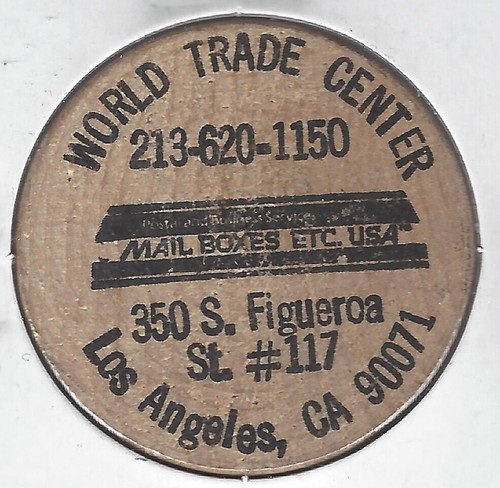 WORLD TRADE CENTER
213-620-1150
Postal and Business Services
MAIL BOXES ETC. USA™
350 S. Figueroa
St. #117
Los Angeles, CA 90071